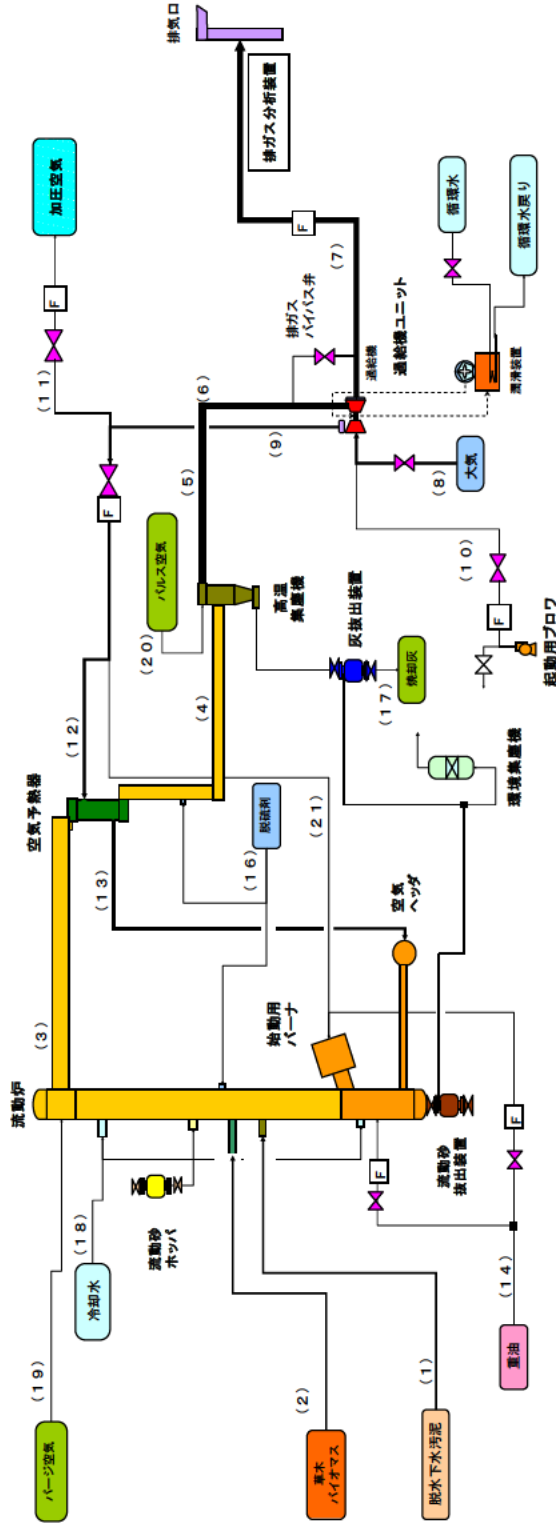 パージ空気
(19)
流動炉
(3)
空気予熱器
(12)
(11)
F
加圧空気
排気口
冷却水
(18)
流動砂
ホッパ
(13)
(20)
パルス空気
F
(5)
(6)
排ガス
バイパス弁
(7)
F
排ガス分析装置
草木
バイオマス
(2)
(16)
脱硫剤
(4)
高温
集塵機
(9)
過給機
過給機ユニット
循環水
脱水下水汚泥
(1)
始動用
バーナ
(21)
灰抜出装置
(17)
焼却灰
大気
(8)
潤滑装置
循環水戻り
F
空気
ヘッダ
(10)
F
重油
(14)
流動砂
抜出装置
F
環境集塵機
起動用ブロワ